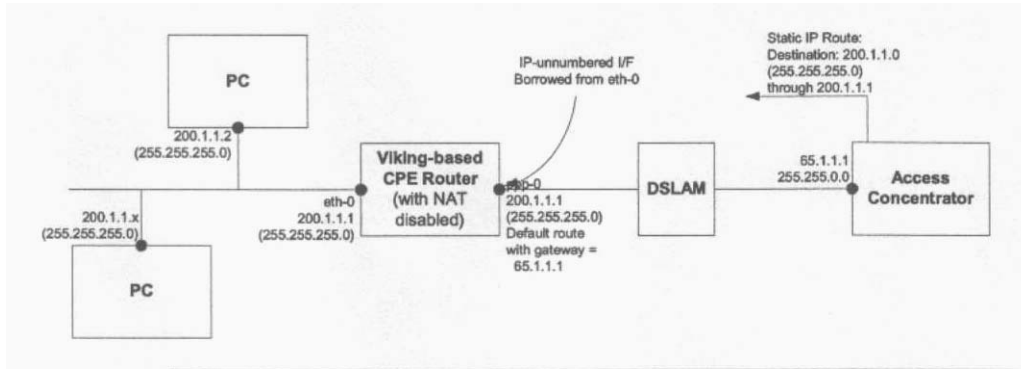 PC
200.1.1.2
(255.255.255.0)
200.1.1.x
(255.255.255.0)
PC
eth-0
200.1.1.1
(255.255.255.0)
Viking-based
CPE Router
(with NAT
disabled)
IP-unnumbered I/F
Borrowed from eth-0
200.1.1.1
(255.255.255.0)
Default route
with gateway =
65.1.1.1
DSLAM
Static IP Route:
Destination: 200.1.1.0
(255.255.255.0)
through 200.1.1.1
65.1.1.1
255.255.0.0
Access
Concentrator